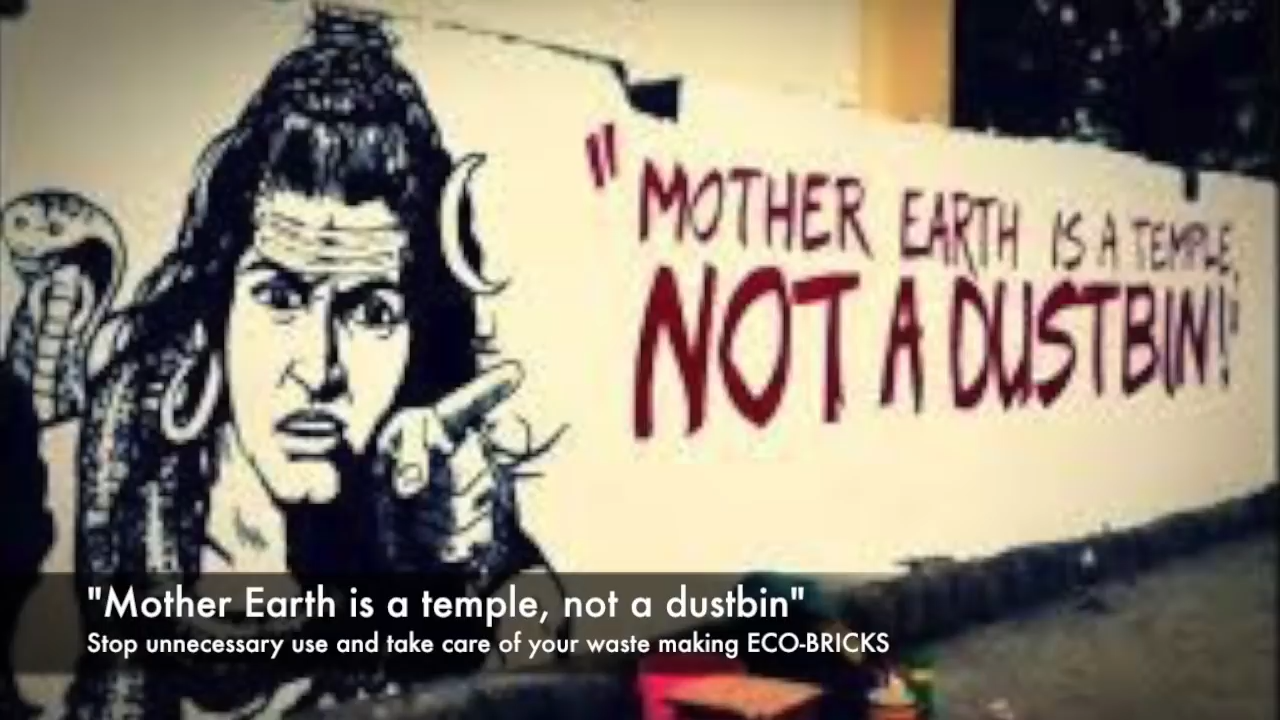 "MOTHER EARTH IS A TEMPLE,
NOT A DUSTBIN!"
"Mother Earth is a temple, not a dustbin"
Stop unnecessary use and take care of your waste making ECO-BRICKS